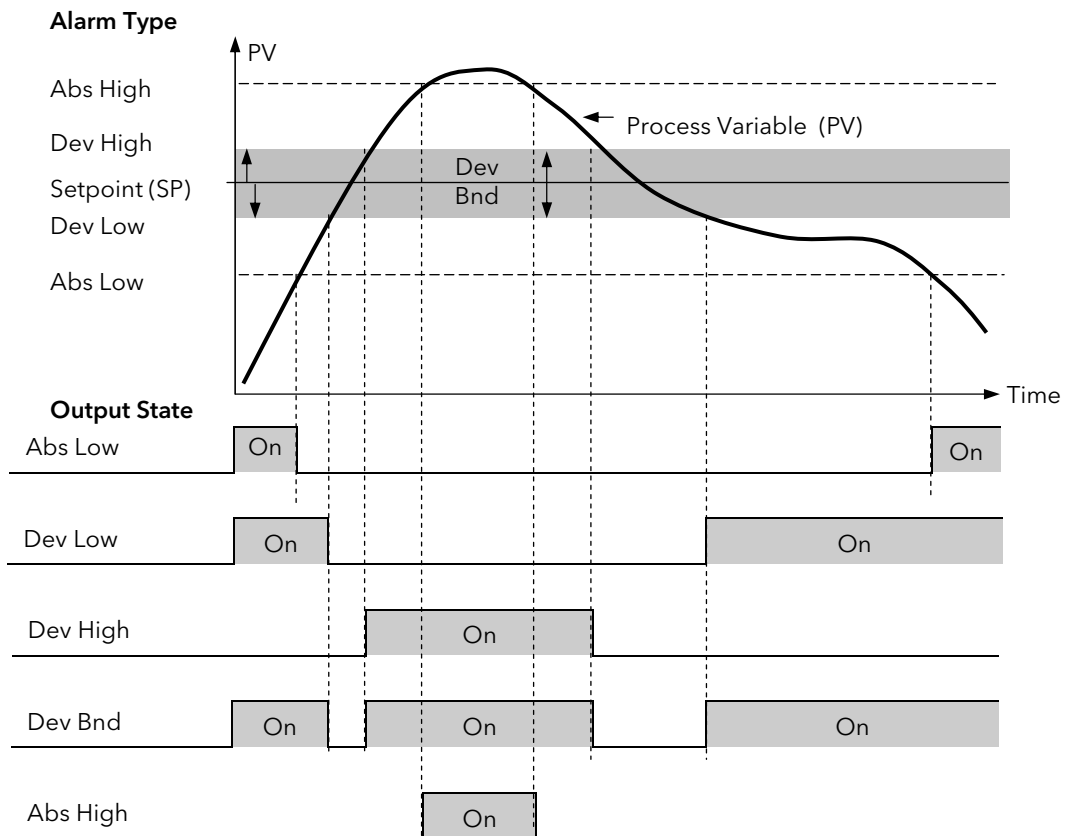 Alarm Type
PV
Abs High
Dev High
Process Variable (PV)
Dev
Bnd
Setpoint (SP)
Dev Low
Abs Low
Time
Output State
Abs Low
On
On
Dev Low
On
On
Dev High
On
Dev Bnd
On
On
On
Abs High
On